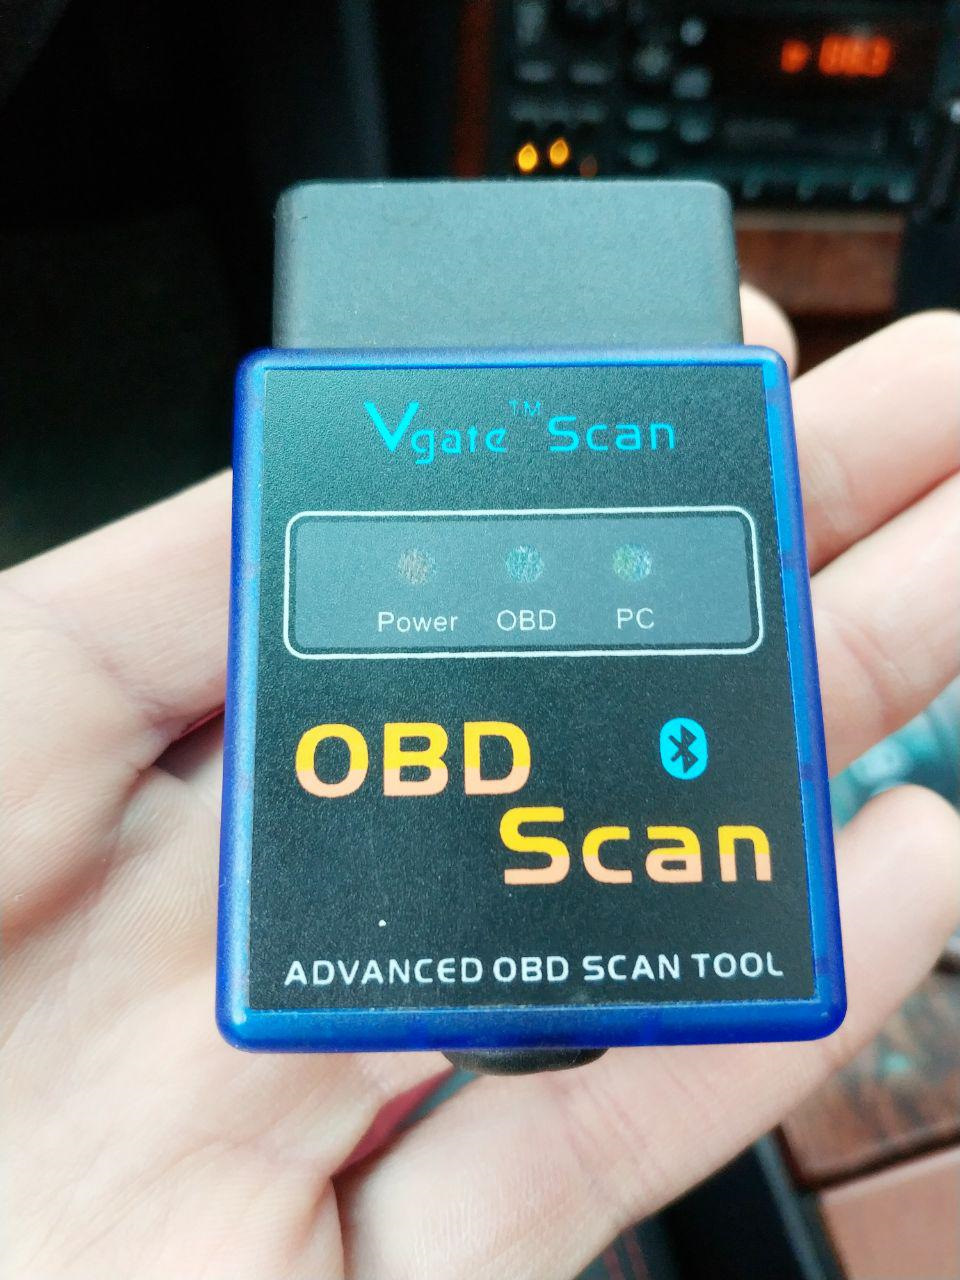 Vgate™ Scan
Power OBD PC
OBD
Scan
ADVANCED OBD SCAN TOOL